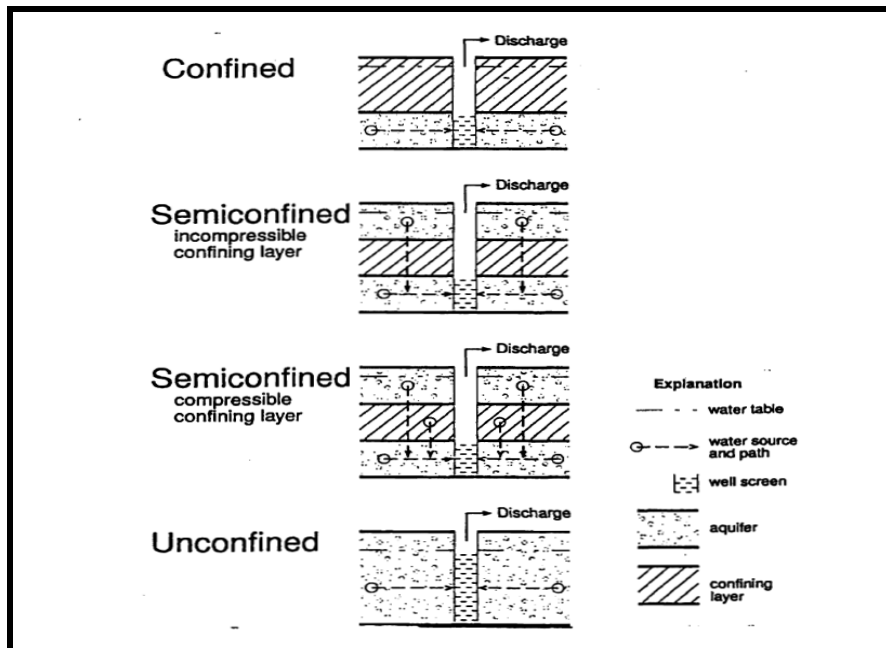 Discharge
Confined
Discharge
Semiconfined
incompressible
confining layer
Discharge
Semiconfined
compressible
confining layer
Explanation
water table
water source
and path
well screen
Discharge
aquifer
Unconfined
confining
layer